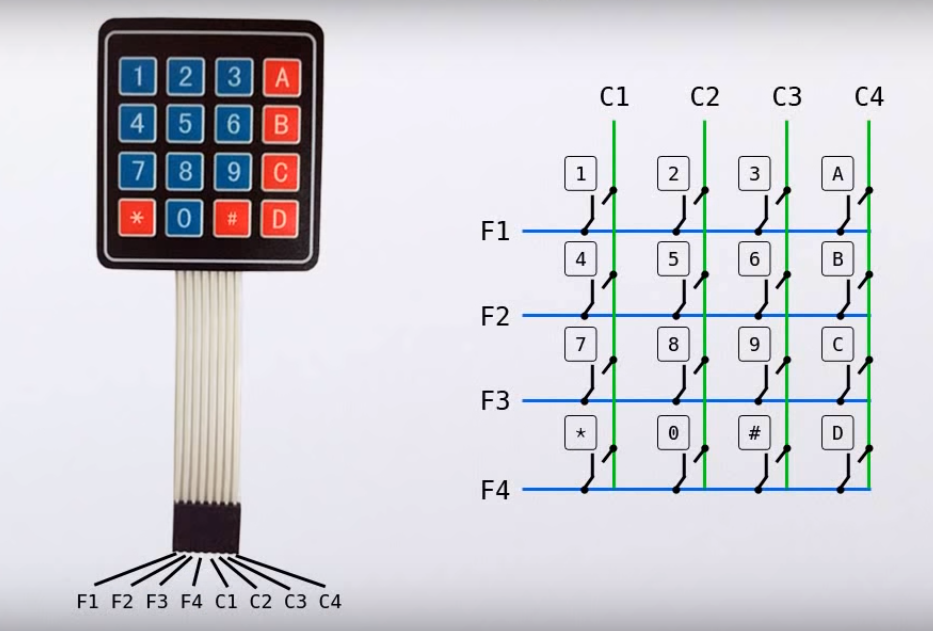 1 2 3 A
4 5 6 B
7 8 9 C
* 0 # D
F1 F2 F3 F4 C1 C2 C3 C4
C1 C2 C3 C4
1 2 3 A
F1
4 5 6 B
F2
7 8 9 C
F3
* 0 # D
F4